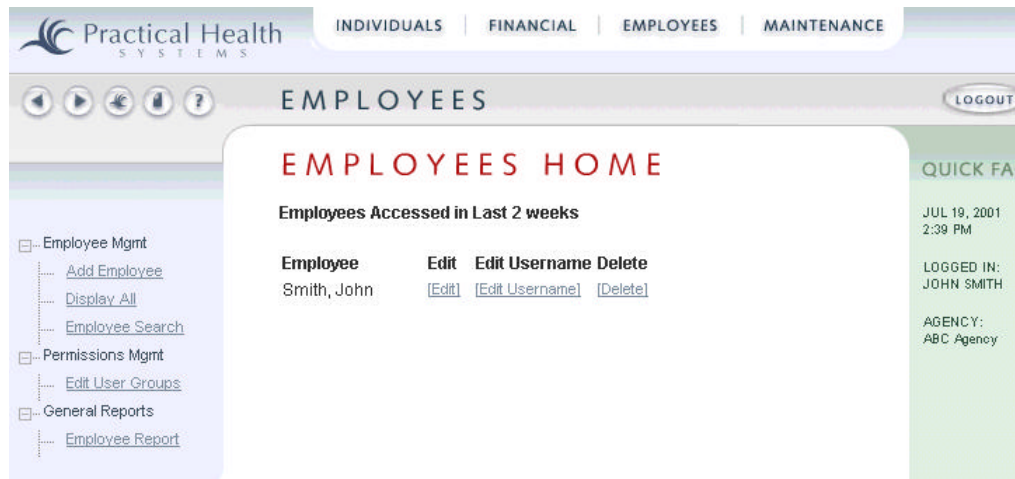 Practical Health
SYSTEMS
INDIVIDUALS FINANCIAL EMPLOYEES MAINTENANCE
? EMPLOYEES LOGOUT
EMPLOYEES HOME
Employees Accessed in Last 2 weeks
Employee Edit Edit Username Delete
Smith, John [Edit] [Edit Username] [Delete]
Employee Mgmt
Add Employee
Display All
Employee Search
Permissions Mgmt
Edit User Groups
General Reports
Employee Report
QUICK FA
JUL 19, 2001
2:39 PM
LOGGED IN:
JOHN SMITH
AGENCY:
ABC Agency